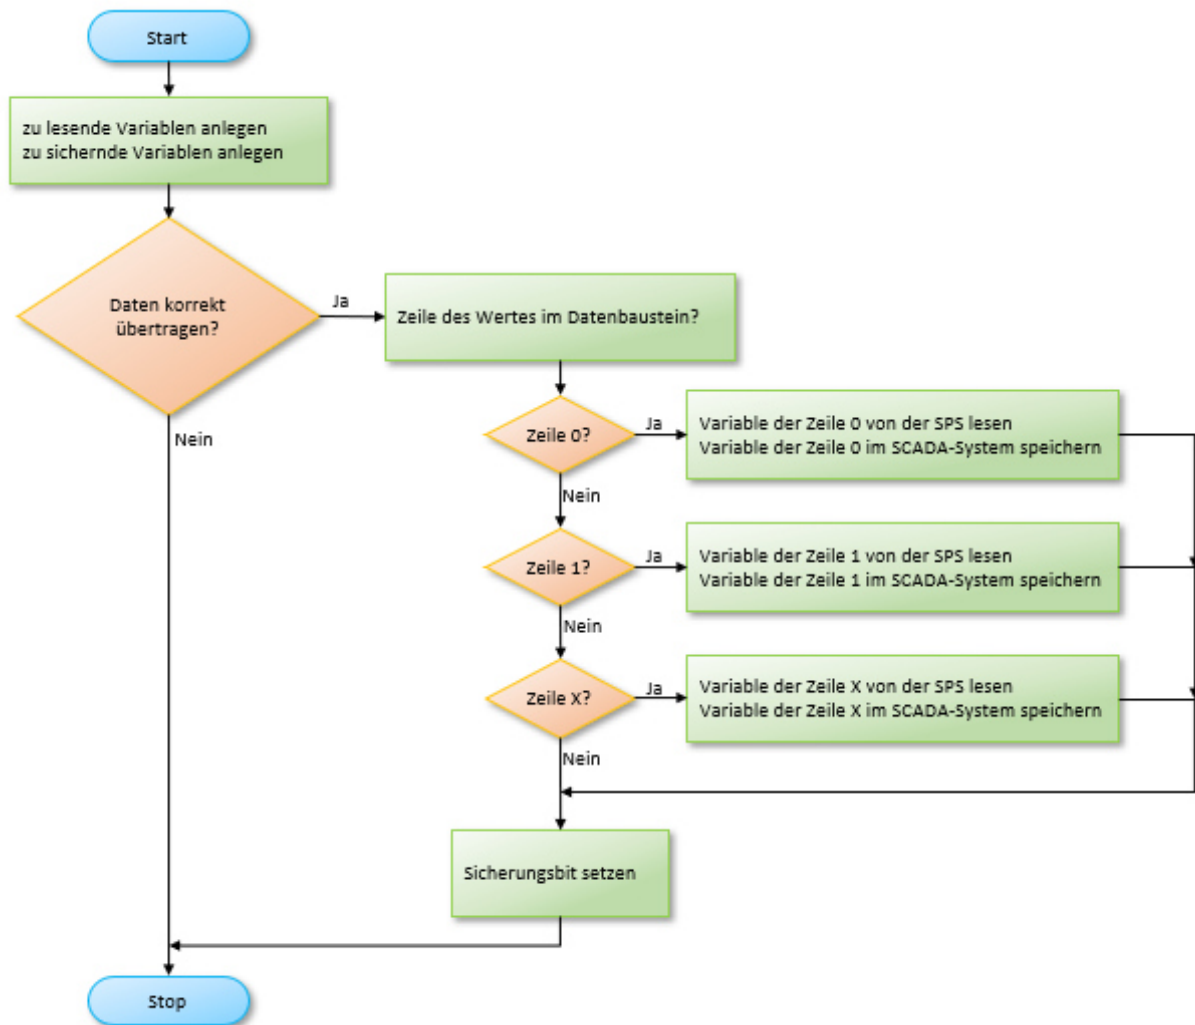 Start
zu lesende Variablen anlegen
zu sichernde Variablen anlegen
Daten korrekt
übertragen?
Ja
Zeile des Wertes im Datenbaustein?
Nein
Zeile 0?
Ja
Variable der Zeile 0 von der SPS lesen
Variable der Zeile 0 im SCADA-System speichern
Nein
Zeile 1?
Ja
Variable der Zeile 1 von der SPS lesen
Variable der Zeile 1 im SCADA-System speichern
Nein
Zeile X?
Ja
Variable der Zeile X von der SPS lesen
Variable der Zeile X im SCADA-System speichern
Nein
Sicherungsbit setzen
Stop